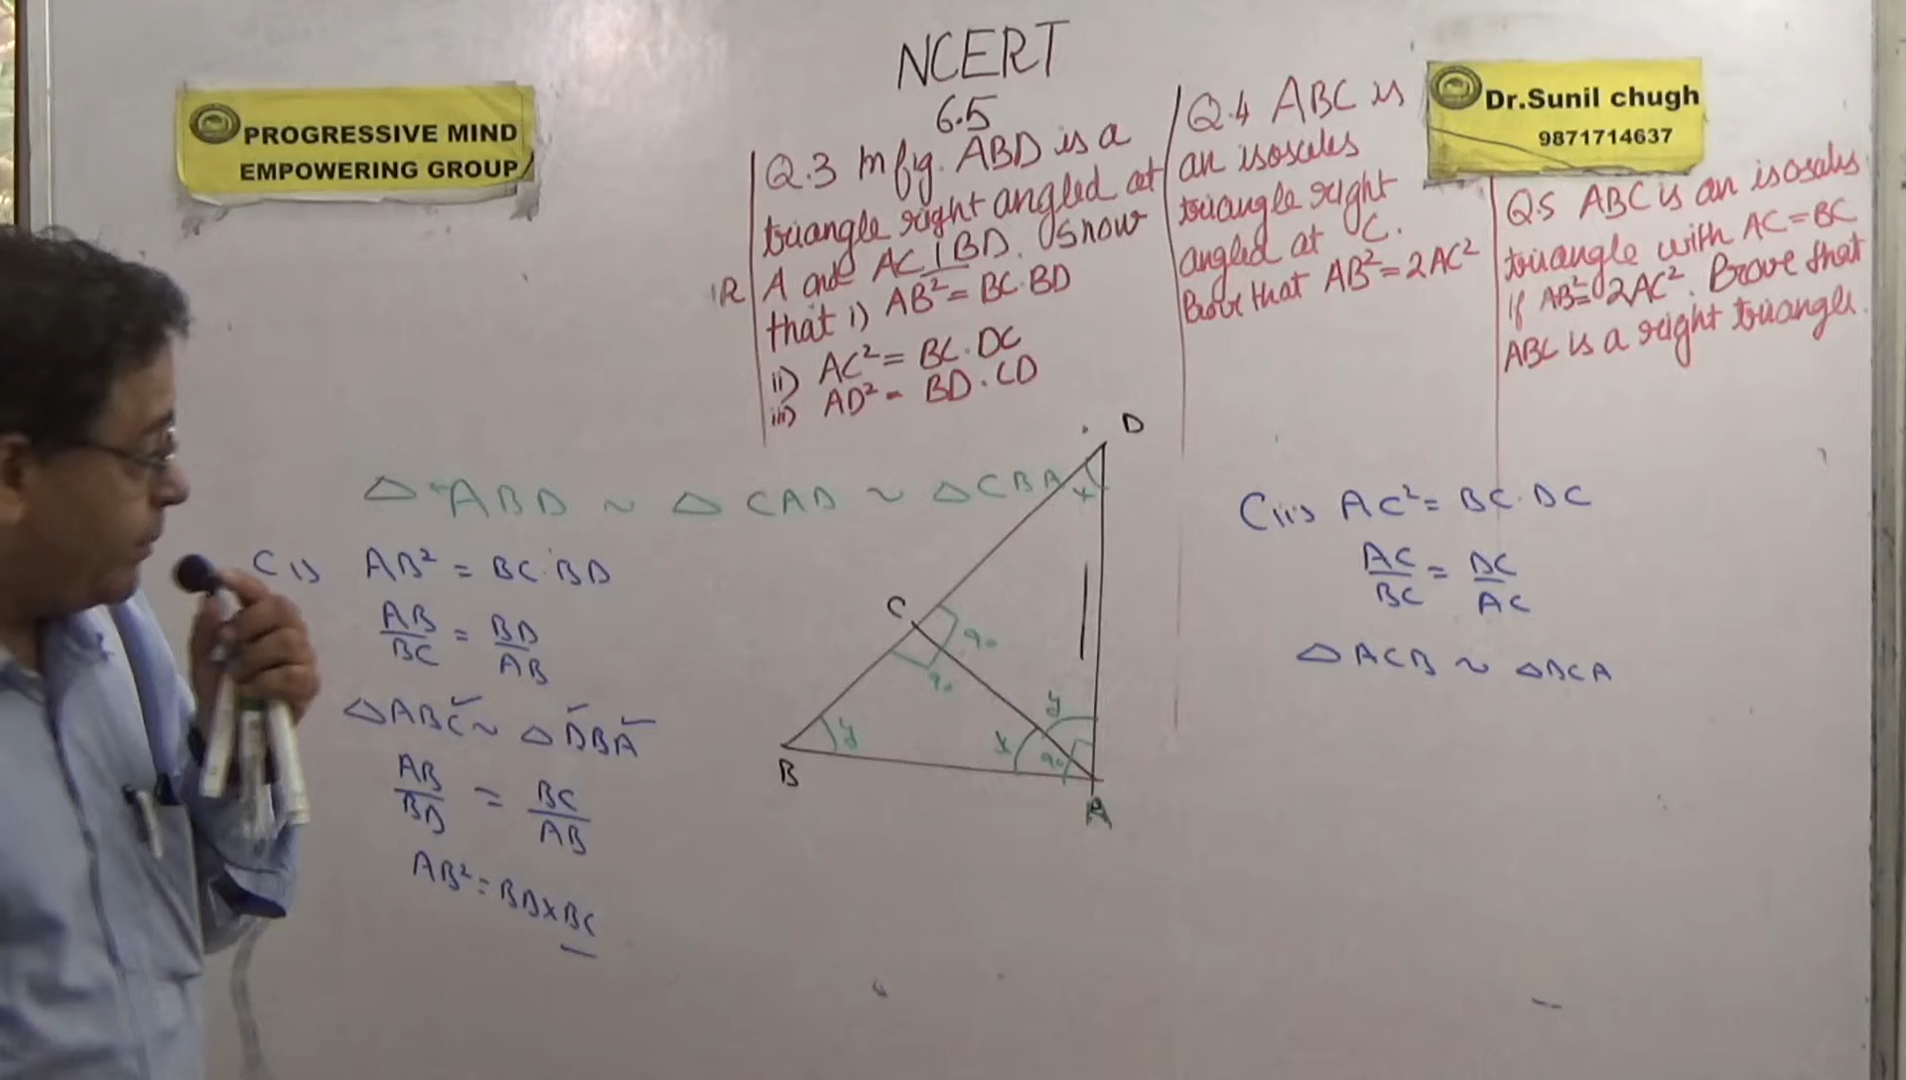 NCERT
6.5
PROGRESSIVE MIND
EMPOWERING GROUP
Dr.Sunil chugh
9871714637
Q.3 In fig. ABD is a
triangle right angled at
A and AC ⊥ BD. Show
that i) AB² = BC·BD
ii) AC² = BC·DC
iii) AD² = BD·CD
Q.4 ABC is
an isosceles
triangle right
angled at C.
Prove that AB² = 2AC²
Q.5 ABC is an isosceles
triangle with AC = BC
if AB² = 2AC². Prove that
ABC is a right triangle.
△ ABD ~ △ CAD ~ △CBA
(i) AB² = BC·BD
AB/BC = BD/AB
△ABC ~ △DBA
AB/BD = BC/AB
AB² = BD×BC
D
x
C
90
90
y
y
x
90
B
A
(ii) AC² = BC·DC
AC/BC = DC/AC
△ACB ~ △DCA